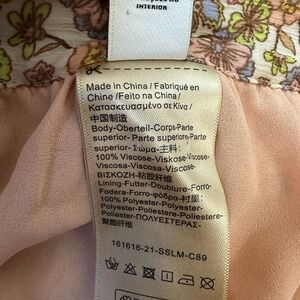 INTERIOR
Made in China / Fabriqué en
Chine /Feito na China/
Κατασκευασμένο σε Κίνα/
中国制造
Body-Oberteil-Corps-Parte
superior- Parte superiore-Parte
superior- Σώμα-主料:
100% Viscose-Viskose-Viscose-
Viscosa-Viscosa-Viscose-
ΒΙΣΚΟΖΗ-粘胶纤维
Lining-Futter-Doublure-Forro-
Fodera-Forro-φόδρα-衬里:
100% Polyester-Polyester-
Polyester-Poliéster-Poliestere-
Poliéster-ΠΟΛΥΕΣΤΕΡΑΣ-
聚酯纤维
161616-21-SSLM-C89